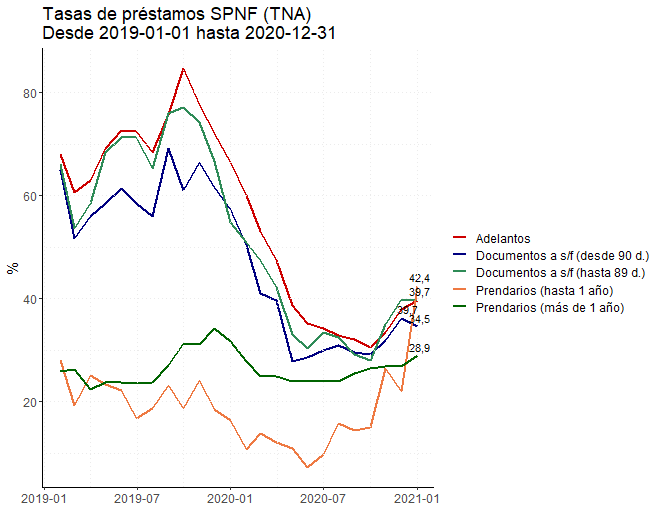 Tasas de préstamos SPNF (TNA)
Desde 2019-01-01 hasta 2020-12-31
%
80
60
40
20
2019-01
2019-07
2020-01
2020-07
2021-01
42,4
39,7
39,7
34,5
28,9
Adelantos
Documentos a s/f (desde 90 d.)
Documentos a s/f (hasta 89 d.)
Prendarios (hasta 1 año)
Prendarios (más de 1 año)